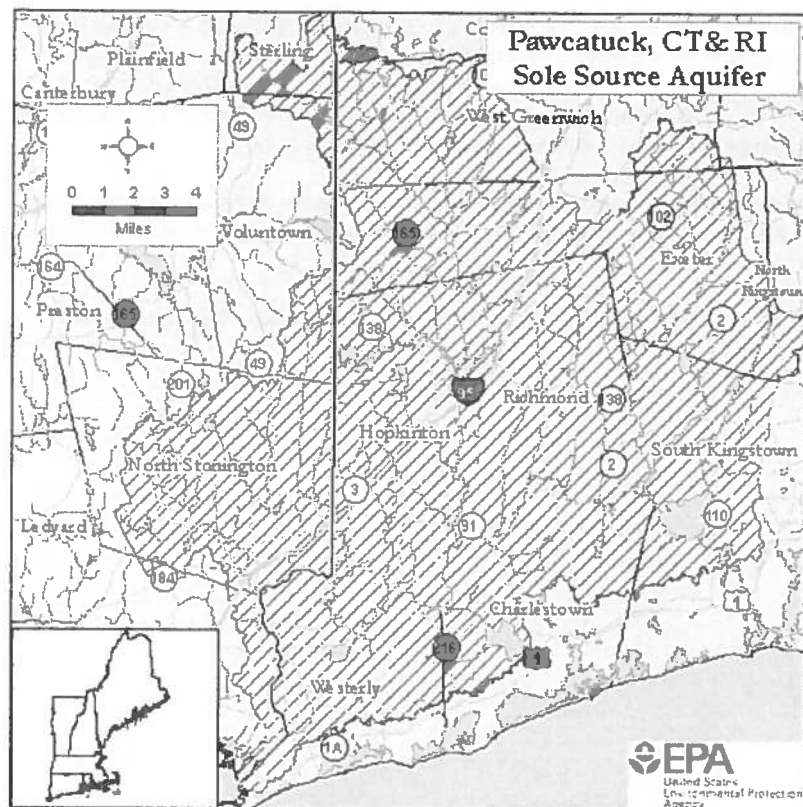 Pawcatuck, CT & RI
Sole Source Aquifer
Plainfield
Sterling
Canterbury
West Greenwich
49
0 1 2 3 4
Miles
Voluntown
165
102
Exeter
North
Kingstown
164
Preston
165
138
2
49
201
95
Richmond
138
Hopkinton
North Stonington
South Kingstown
2
3
Ledyard
91
110
184
Charlestown
1
216
1
Westerly
1A
EPA
United States
Environmental Protection
Agency